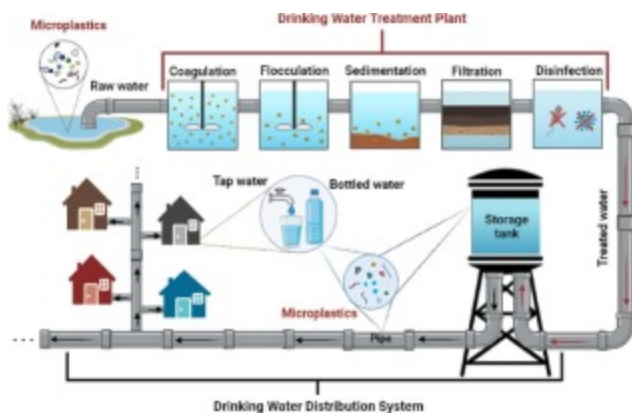 Drinking Water Treatment Plant
Microplastics
Raw water
Coagulation
Flocculation
Sedimentation
Filtration
Disinfection
Treated water
Tap water
Bottled water
Storage
tank
Microplastics
Pipe
Drinking Water Distribution System